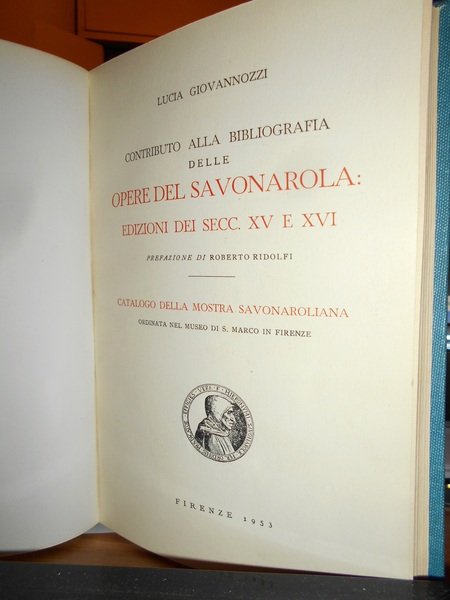 LUCIA GIOVANNOZZI
CONTRIBUTO ALLA BIBLIOGRAFIA
DELLE
OPERE DEL SAVONAROLA:
EDIZIONI DEI SECC. XV E XVI
PREFAZIONE DI ROBERTO RIDOLFI
CATALOGO DELLA MOSTRA SAVONAROLIANA
ORDINATA NEL MUSEO DI S. MARCO IN FIRENZE
FIRENZE 1953